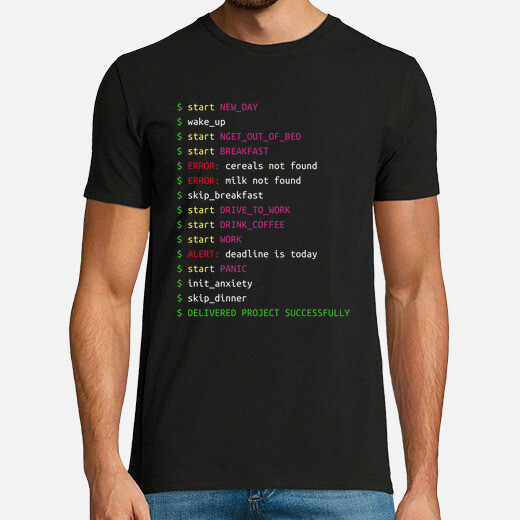 $ start NEW_DAY
$ wake_up
$ start NGET_OUT_OF_BED
$ start BREAKFAST
$ ERROR: cereals not found
$ ERROR: milk not found
$ skip_breakfast
$ start DRIVE_TO_WORK
$ start DRINK_COFFEE
$ start WORK
$ ALERT: deadline is today
$ start PANIC
$ init_anxiety
$ skip_dinner
$ DELIVERED PROJECT SUCCESSFULLY